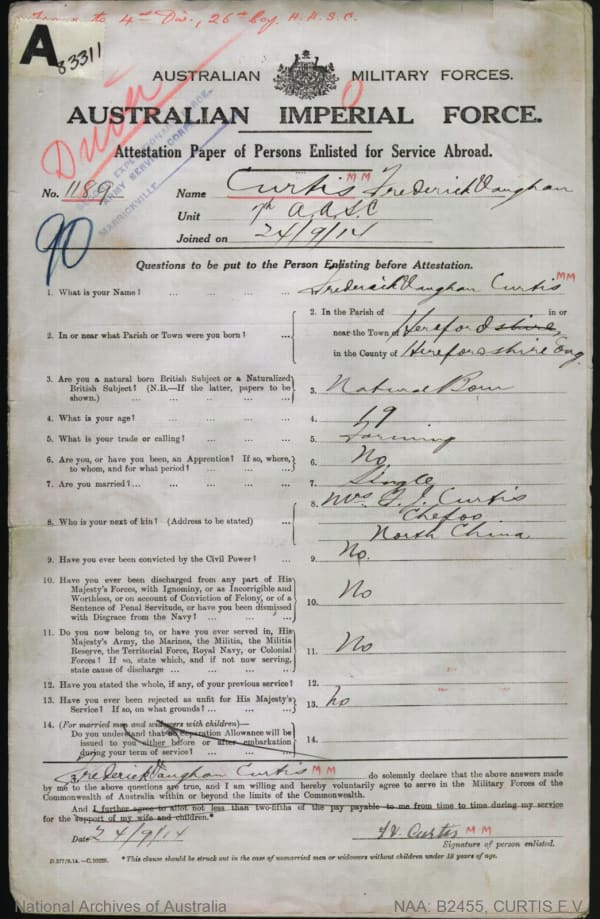 to 4th Div., 26th Coy. A.A.S.C.
A
83311
AUSTRALIAN MILITARY FORCES.
AUSTRALIAN IMPERIAL FORCE.
Driver
Attestation Paper of Persons Enlisted for Service Abroad.
EXPEDITIONARY FORCE
ARMY SERVICE CORPS
MARRICKVILLE
No. 1189
Name Curtis MM Frederick Vaughan
Unit 7th A.A.S.C
Joined on 24/9/14
90
Questions to be put to the Person Enlisting before Attestation.
1. What is your Name? ... ... ... ... Frederick Vaughan Curtis MM
2. In or near what Parish or Town were you born? ...
2. In the Parish of in or
near the Town of Herefordshire,
in the County of Herefordshire Eng
3. Are you a natural born British Subject or a Naturalized
British Subject? (N.B.—If the latter, papers to be
shown.) ... ... ... ... ...
3. Natural Born
4. What is your age? ... ... ... ... 4. 19
5. What is your trade or calling? ... ... ... 5. Farming
6. Are you, or have you been, an Apprentice? If so, where,
to whom, and for what period? ... ... ...
6. No
7. Are you married?... ... ... ... ... 7. Single
8. Who is your next of kin? (Address to be stated) ...
8. Mrs. F. J. Curtis
Chefoo
North China
9. Have you ever been convicted by the Civil Power? ... 9. No.
10. Have you ever been discharged from any part of His
Majesty's Forces, with Ignominy, or as Incorrigible and
Worthless, or on account of Conviction of Felony, or of a
Sentence of Penal Servitude, or have you been dismissed
with Disgrace from the Navy? ... ... ...
10. No
11. Do you now belong to, or have you ever served in, His
Majesty's Army, the Marines, the Militia, the Militia
Reserve, the Territorial Force, Royal Navy, or Colonial
Forces? If so, state which, and if not now serving,
state cause of discharge ... ... ... ...
11. No
12. Have you stated the whole, if any, of your previous service? 12.
13. Have you ever been rejected as unfit for His Majesty's
Service? If so, on what grounds? ... ... ...
13. No
14. (For married men and widowers with children)—
Do you understand that no Separation Allowance will be
issued to you either before or after embarkation
during your term of service? ... ... ...
14.
I, Frederick Vaughan Curtis MM do solemnly declare that the above answers made
by me to the above questions are true, and I am willing and hereby voluntarily agree to serve in the Military Forces of the
Commonwealth of Australia within or beyond the limits of the Commonwealth.
And I further agree to allot not less than two-fifths of the pay payable to me from time to time during my service
for the support of my wife and children.*
Date 24/9/14
F.V. Curtis MM
Signature of person enlisted.
D.277/9.14.—C.10229.
*This clause should be struck out in the case of unmarried men or widowers without children under 18 years of age.
National Archives of Australia
NAA: B2455, CURTIS F V